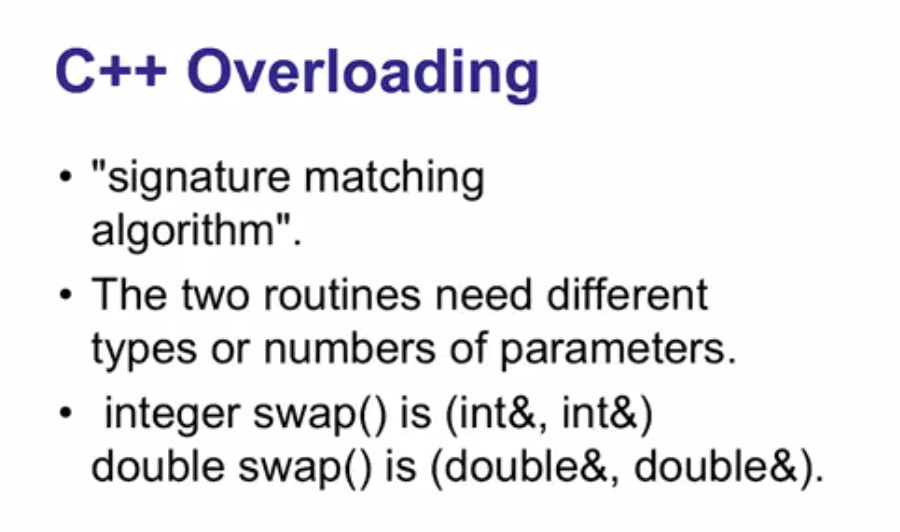 C++ Overloading
• "signature matching
algorithm".
• The two routines need different
types or numbers of parameters.
• integer swap() is (int&, int&)
double swap() is (double&, double&).